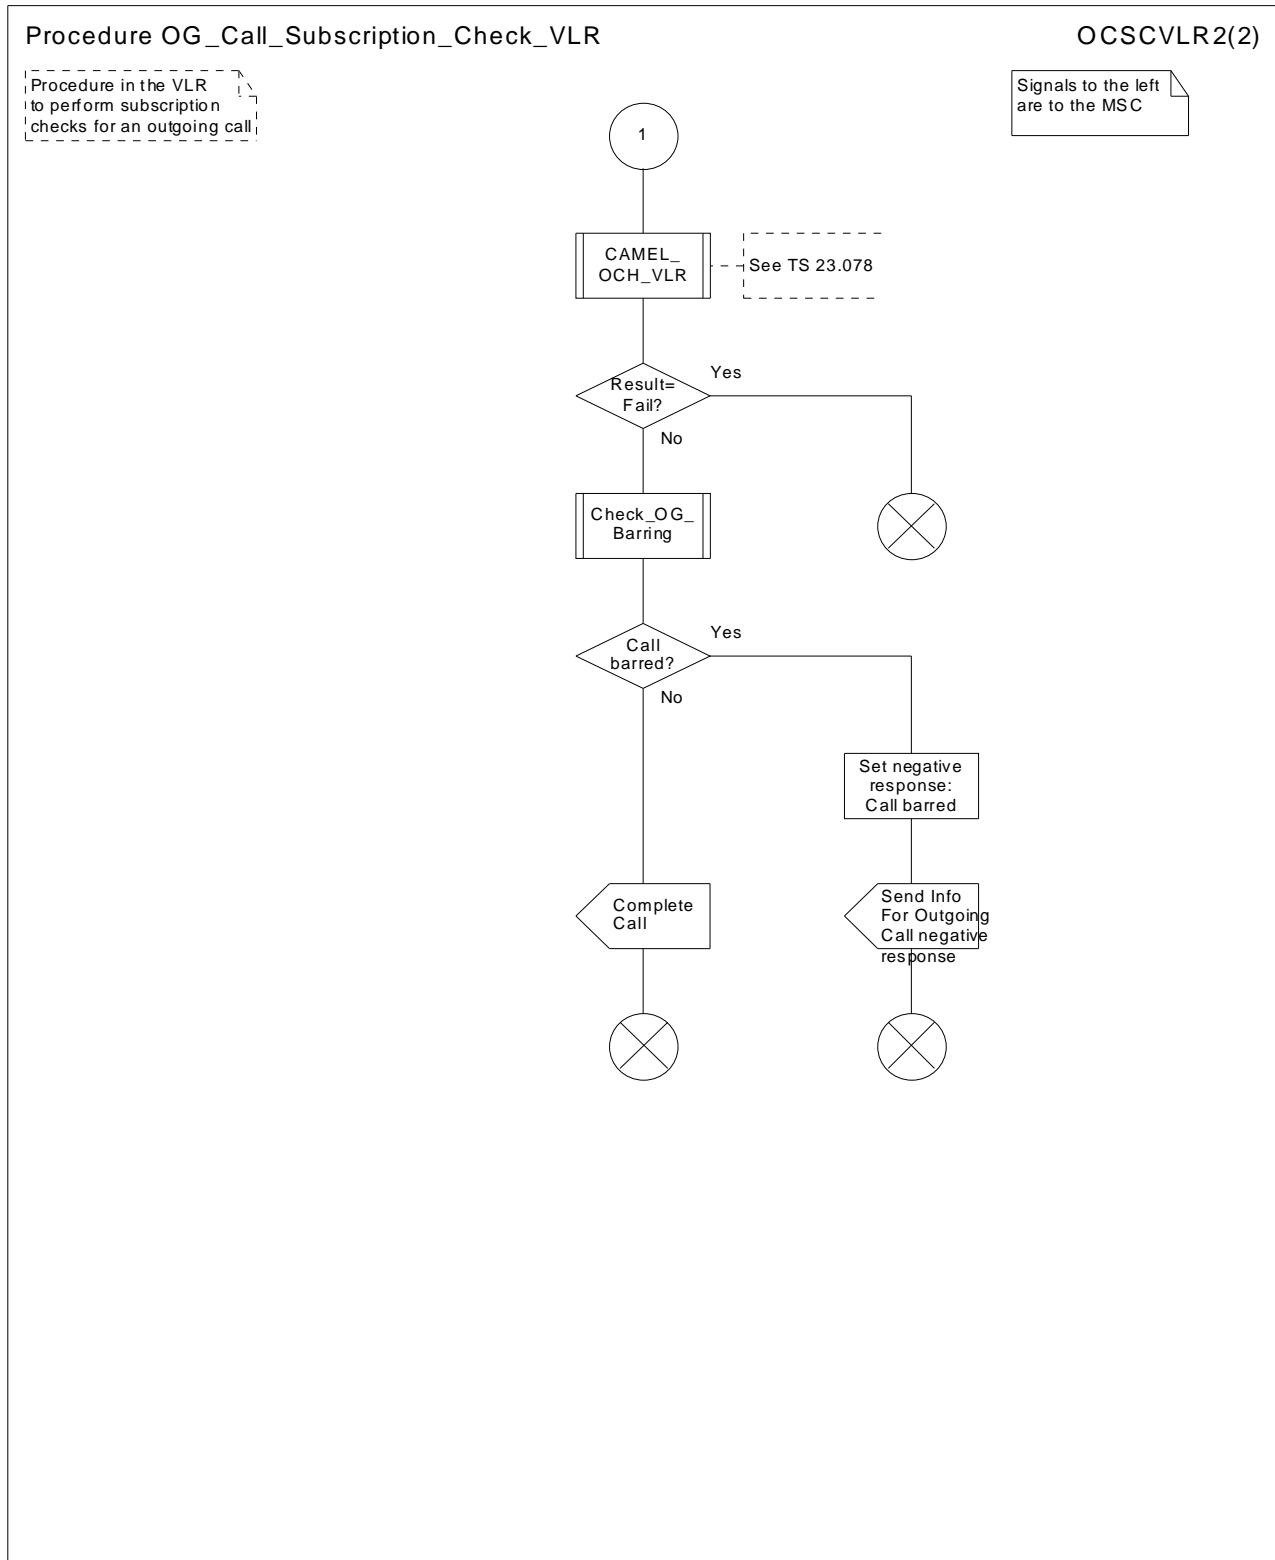 Procedure OG_Call_Subscription_Check_VLR
OCSCVLR2(2)
Procedure in the VLR
to perform subscription
checks for an outgoing call
Signals to the left
are to the MSC
1
CAMEL_
OCH_VLR
See TS 23.078
Result=
Fail?
Yes
No
Check_OG_
Barring
Call
barred?
Yes
No
Set negative
response:
Call barred
Complete
Call
Send Info
For Outgoing
Call negative
response